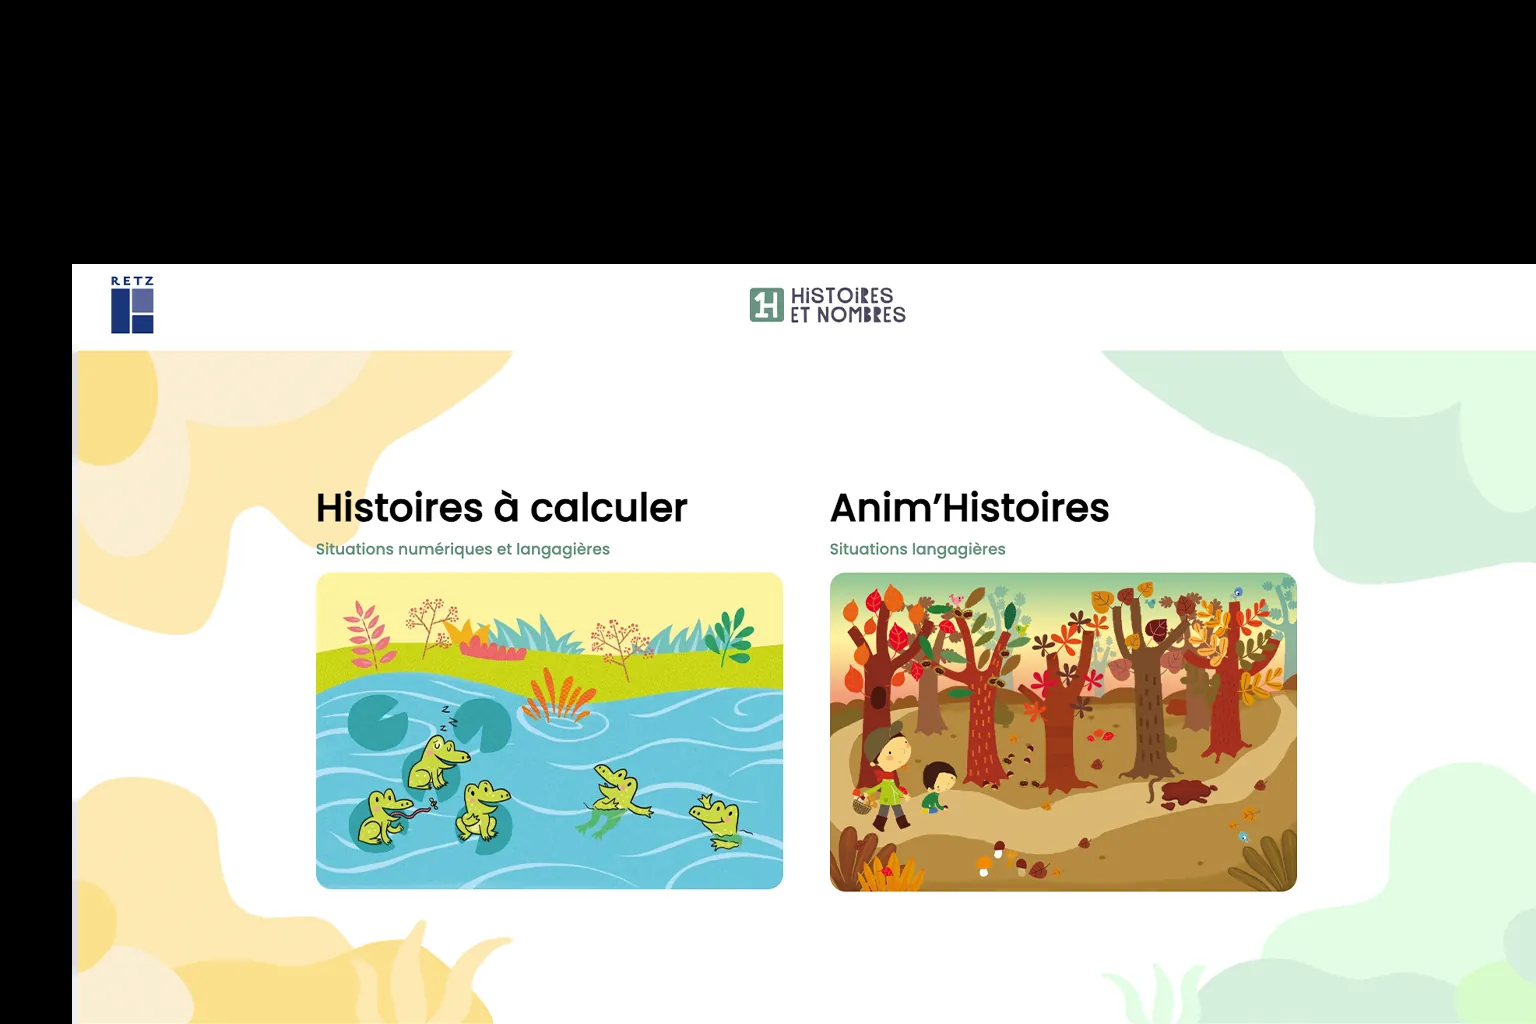 RETZ
HiSTOiRES
ET NOMBRES
Histoires à calculer
Situations numériques et langagières
Anim’Histoires
Situations langagières
z z z